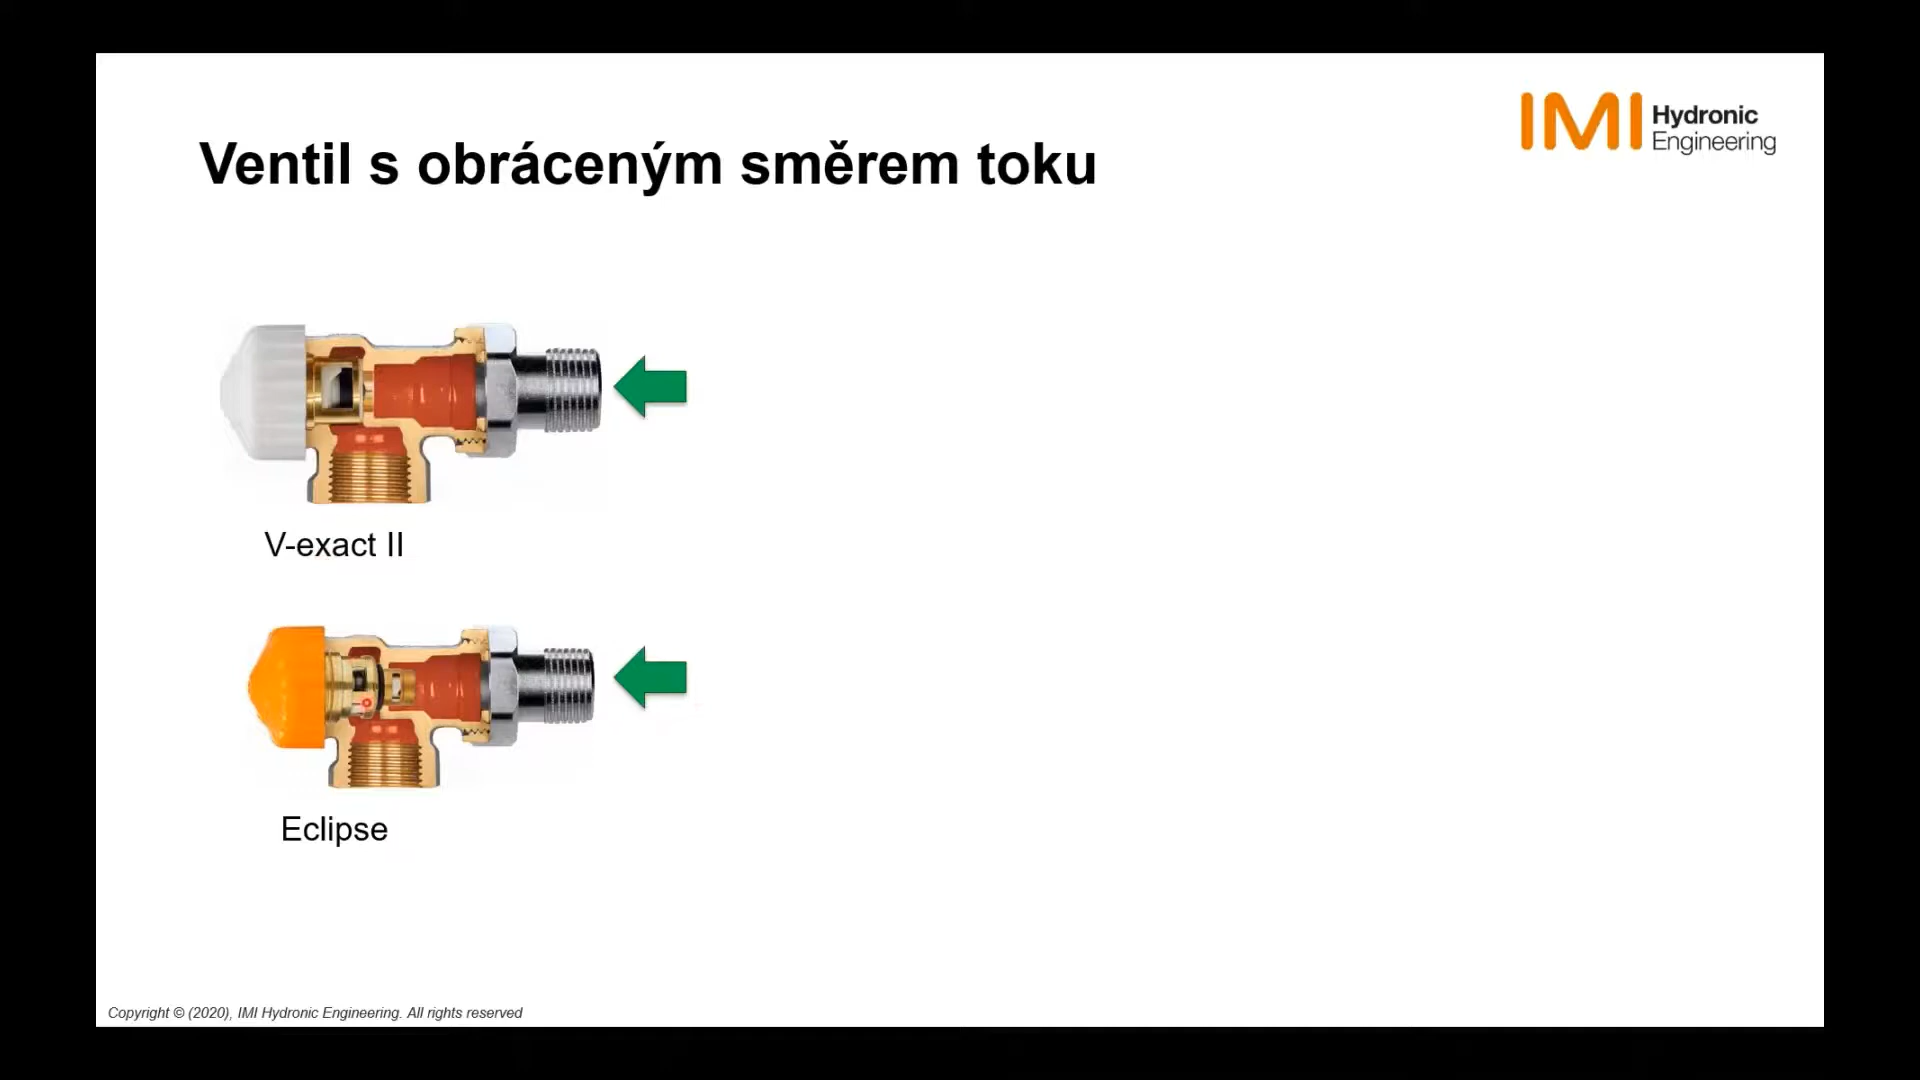 IMI Hydronic
Engineering
Ventil s obráceným směrem toku
V-exact II
Eclipse
Copyright © (2020), IMI Hydronic Engineering. All rights reserved